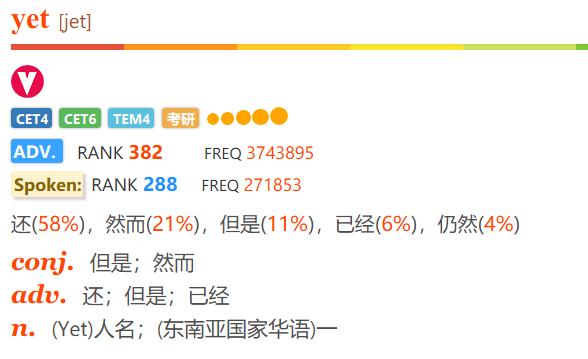 yet [jet]
V
CET4 CET6 TEM4 考研
ADV. RANK 382 FREQ 3743895
Spoken: RANK 288 FREQ 271853
还(58%)，然而(21%)，但是(11%)，已经(6%)，仍然(4%)
conj. 但是；然而
adv. 还；但是；已经
n. (Yet)人名；(东南亚国家华语)一